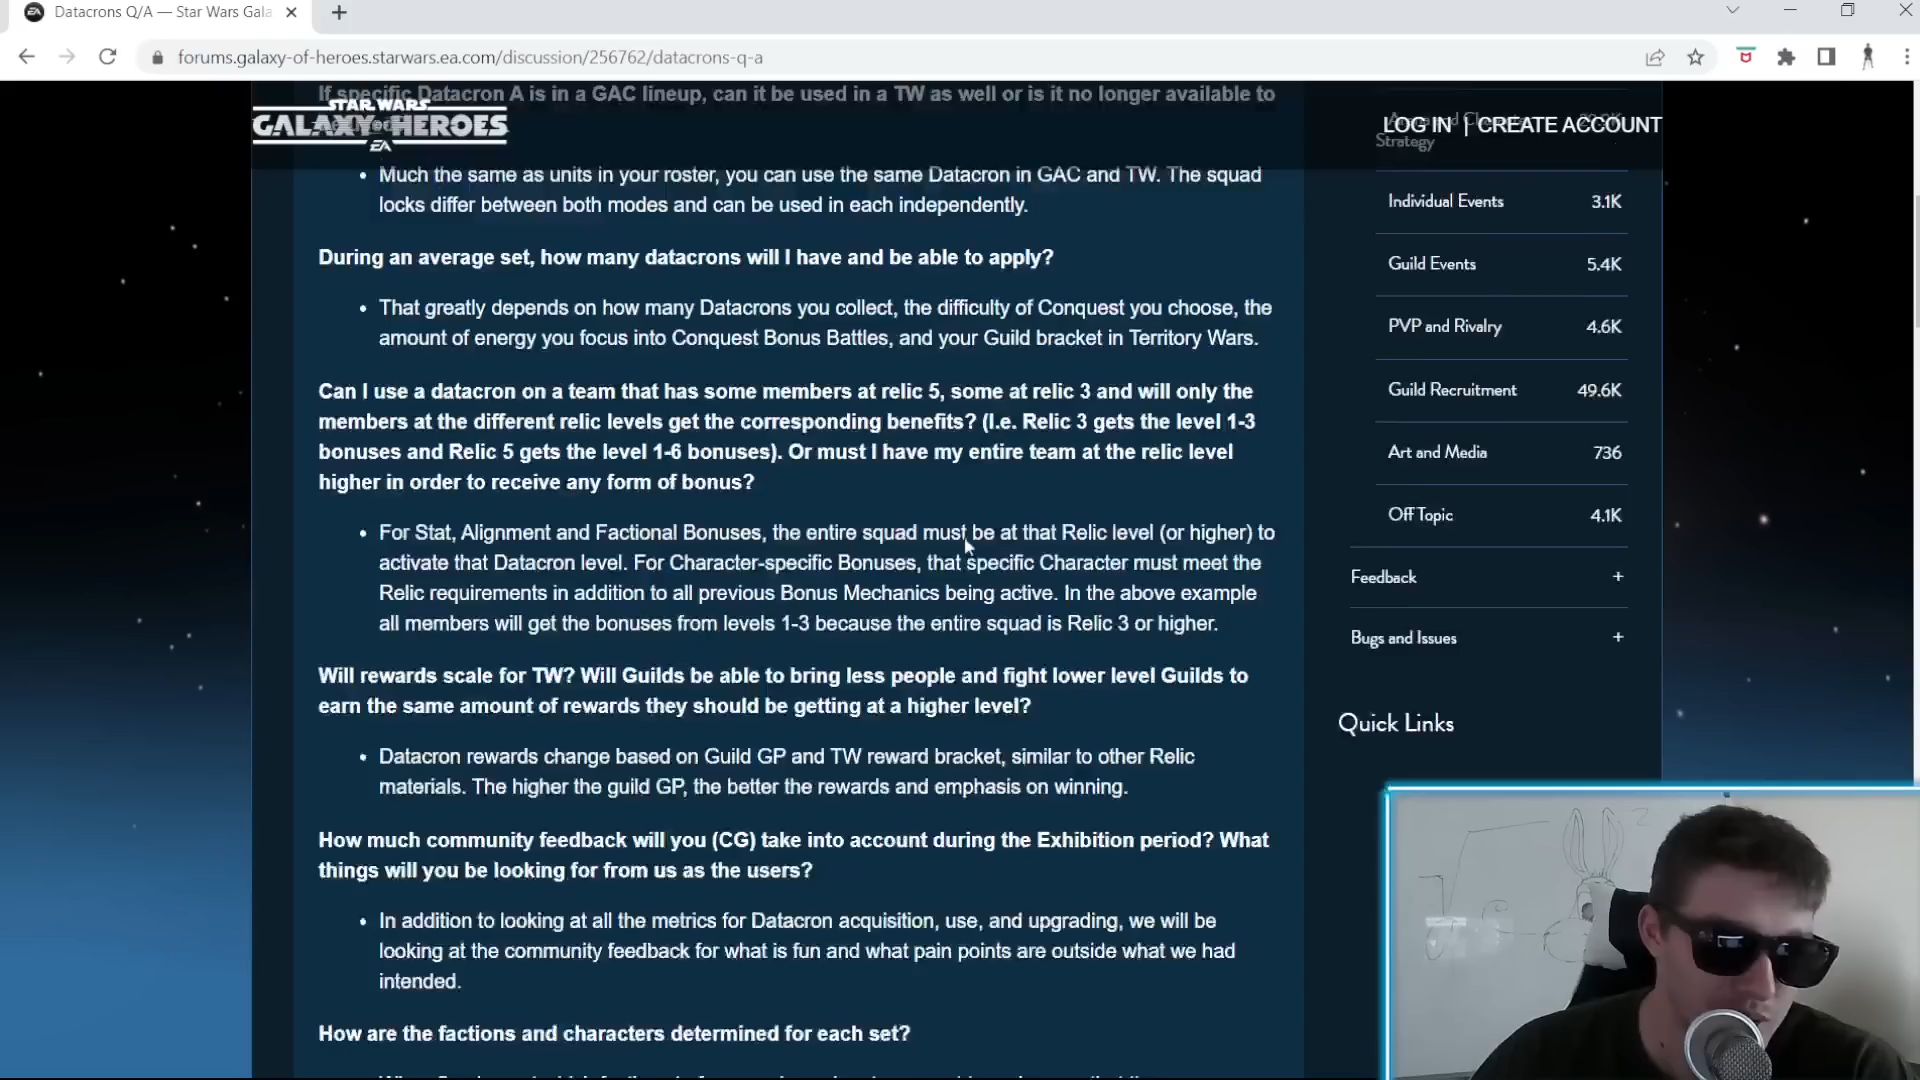 Datacrons Q/A — Star Wars Gala
forums.galaxy-of-heroes.starwars.ea.com/discussion/256762/datacrons-q-a
If specific Datacron A is in a GAC lineup, can it be used in a TW as well or is it no longer available to
STAR WARS
GALAXY OF HEROES
EA
LOG IN | CREATE ACCOUNT
Strategy
• Much the same as units in your roster, you can use the same Datacron in GAC and TW. The squad
locks differ between both modes and can be used in each independently.
During an average set, how many datacrons will I have and be able to apply?
• That greatly depends on how many Datacrons you collect, the difficulty of Conquest you choose, the
amount of energy you focus into Conquest Bonus Battles, and your Guild bracket in Territory Wars.
Can I use a datacron on a team that has some members at relic 5, some at relic 3 and will only the
members at the different relic levels get the corresponding benefits? (I.e. Relic 3 gets the level 1-3
bonuses and Relic 5 gets the level 1-6 bonuses). Or must I have my entire team at the relic level
higher in order to receive any form of bonus?
• For Stat, Alignment and Factional Bonuses, the entire squad must be at that Relic level (or higher) to
activate that Datacron level. For Character-specific Bonuses, that specific Character must meet the
Relic requirements in addition to all previous Bonus Mechanics being active. In the above example
all members will get the bonuses from levels 1-3 because the entire squad is Relic 3 or higher.
Will rewards scale for TW? Will Guilds be able to bring less people and fight lower level Guilds to
earn the same amount of rewards they should be getting at a higher level?
• Datacron rewards change based on Guild GP and TW reward bracket, similar to other Relic
materials. The higher the guild GP, the better the rewards and emphasis on winning.
How much community feedback will you (CG) take into account during the Exhibition period? What
things will you be looking for from us as the users?
• In addition to looking at all the metrics for Datacron acquisition, use, and upgrading, we will be
looking at the community feedback for what is fun and what pain points are outside what we had
intended.
How are the factions and characters determined for each set?
Individual Events 3.1K
Guild Events 5.4K
PVP and Rivalry 4.6K
Guild Recruitment 49.6K
Art and Media 736
Off Topic 4.1K
Feedback +
Bugs and Issues +
Quick Links